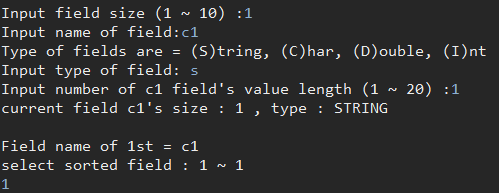 Input field size (1 ~ 10) :1
Input name of field:c1
Type of fields are = (S)tring, (C)har, (D)ouble, (I)nt
Input type of field: s
Input number of c1 field's value length (1 ~ 20) :1
current field c1's size : 1 , type : STRING

Field name of 1st = c1
select sorted field : 1 ~ 1
1